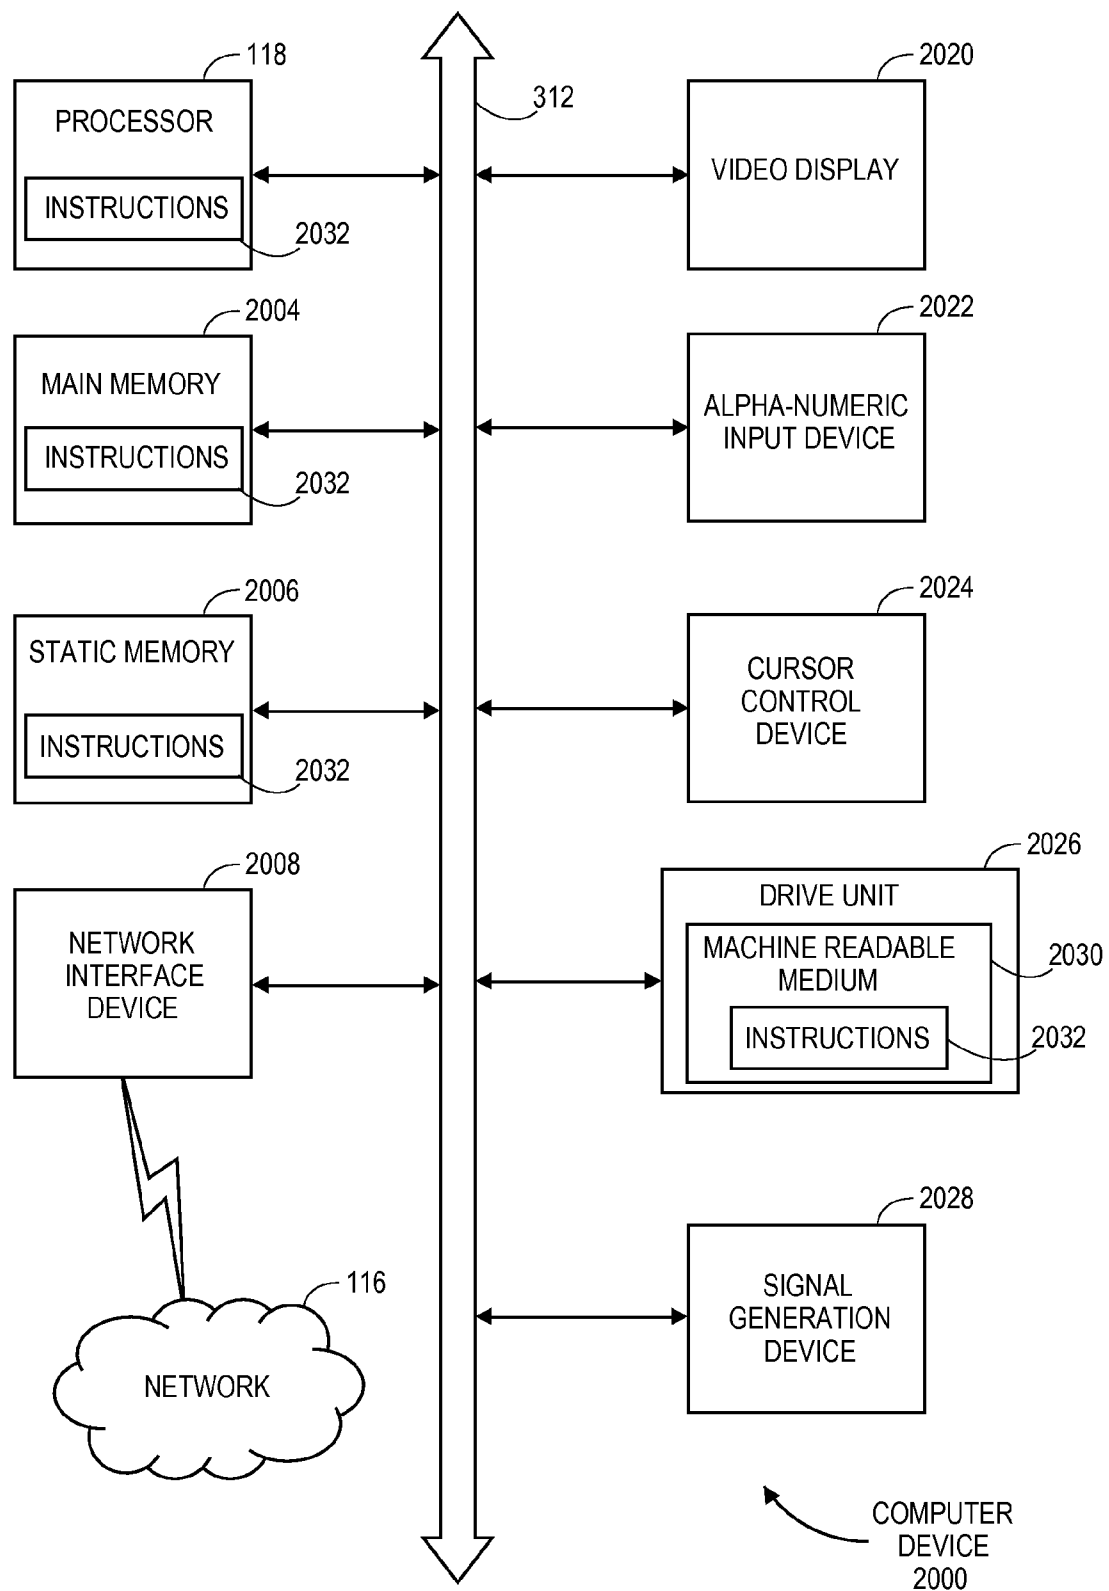 118
PROCESSOR
INSTRUCTIONS
2032
2004
MAIN MEMORY
INSTRUCTIONS
2032
2006
STATIC MEMORY
INSTRUCTIONS
2032
2008
NETWORK
INTERFACE
DEVICE
116
NETWORK
312
2020
VIDEO DISPLAY
2022
ALPHA-NUMERIC
INPUT DEVICE
2024
CURSOR
CONTROL
DEVICE
2026
DRIVE UNIT
MACHINE READABLE
MEDIUM
2030
INSTRUCTIONS
2032
2028
SIGNAL
GENERATION
DEVICE
COMPUTER
DEVICE
2000